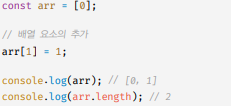 const arr = [0];
// 배열 요소의 추가
arr[1] = 1;
console.log(arr); // [0, 1]
console.log(arr.length); // 2